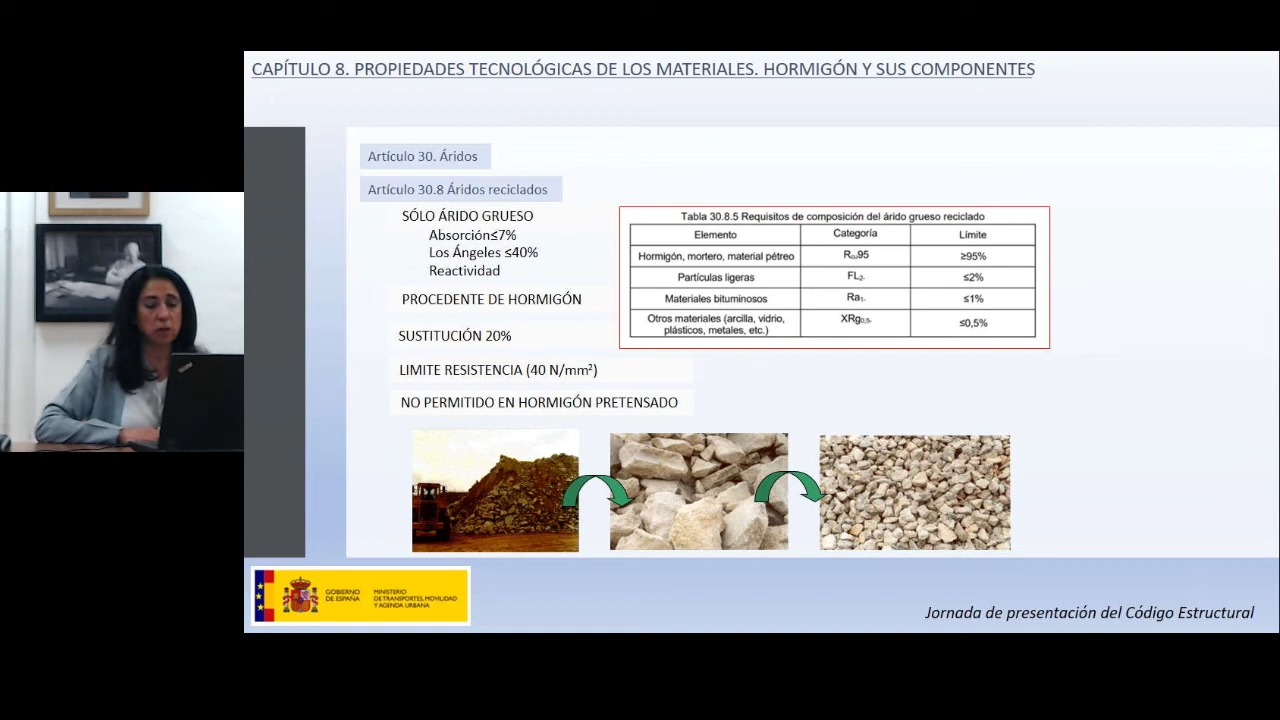 CAPÍTULO 8. PROPIEDADES TECNOLÓGICAS DE LOS MATERIALES. HORMIGÓN Y SUS COMPONENTES
Artículo 30. Áridos
Artículo 30.8 Áridos reciclados
SÓLO ÁRIDO GRUESO
Absorción≤7%
Los Ángeles ≤40%
Reactividad
PROCEDENTE DE HORMIGÓN
SUSTITUCIÓN 20%
LIMITE RESISTENCIA (40 N/mm²)
NO PERMITIDO EN HORMIGÓN PRETENSADO
Tabla 30.8.5 Requisitos de composición del árido grueso reciclado
Elemento Categoría Límite
Hormigón, mortero, material pétreo Rcu95 ≥95%
Partículas ligeras FL2- ≤2%
Materiales bituminosos Ra1- ≤1%
Otros materiales (arcilla, vidrio, plásticos, metales, etc.) XRg0,5- ≤0,5%
GOBIERNO
DE ESPAÑA
MINISTERIO
DE TRANSPORTES, MOVILIDAD
Y AGENDA URBANA
Jornada de presentación del Código Estructural